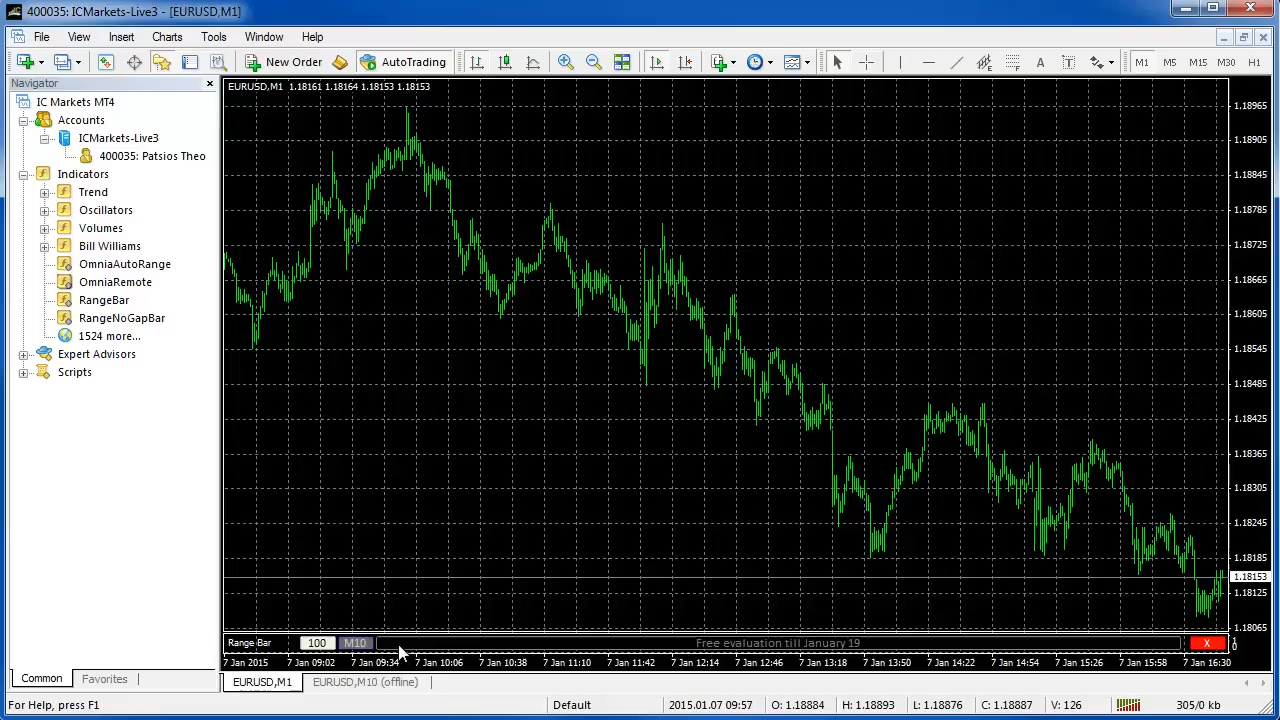 400035: ICMarkets-Live3 - [EURUSD,M1]
File View Insert Charts Tools Window Help
New Order AutoTrading A T M1 M5 M15 M30 H1
Navigator
EURUSD,M1 1.18161 1.18164 1.18153 1.18153
IC Markets MT4
Accounts
ICMarkets-Live3
400035: Patsios Theo
Indicators
Trend
Oscillators
Volumes
Bill Williams
OmniaAutoRange
OmniaRemote
RangeBar
RangeNoGapBar
1524 more...
Expert Advisors
Scripts
1.18965
1.18905
1.18845
1.18785
1.18725
1.18665
1.18605
1.18545
1.18485
1.18425
1.18365
1.18305
1.18245
1.18185
1.18153
1.18125
1.18065
Range Bar 100 M10 Free evaluation till January 19 X 1
0
7 Jan 2015 7 Jan 09:02 7 Jan 09:34 7 Jan 10:06 7 Jan 10:38 7 Jan 11:10 7 Jan 11:42 7 Jan 12:14 7 Jan 12:46 7 Jan 13:18 7 Jan 13:50 7 Jan 14:22 7 Jan 14:54 7 Jan 15:26 7 Jan 15:58 7 Jan 16:30
Common Favorites EURUSD,M1 EURUSD,M10 (offline)
For Help, press F1 Default 2015.01.07 09:57 O: 1.18884 H: 1.18893 L: 1.18876 C: 1.18887 V: 126 305/0 kb